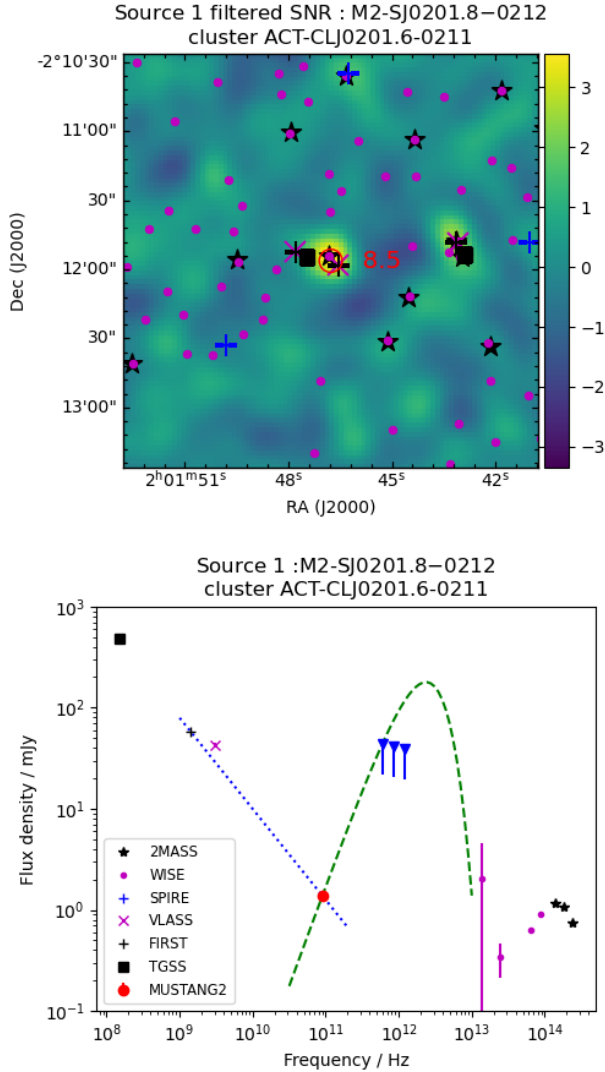 Source 1 filtered SNR : M2-SJ0201.8−0212
cluster ACT-CLJ0201.6-0211
-2°10'30"
11'00"
30"
12'00"
30"
13'00"
Dec (J2000)
8.5
3
2
1
0
−1
−2
−3
2ʰ01ᵐ51ˢ
48ˢ
45ˢ
42ˢ
RA (J2000)
Source 1 :M2-SJ0201.8−0212
cluster ACT-CLJ0201.6-0211
10³
10²
10¹
10⁰
10⁻¹
Flux density / mJy
2MASS
WISE
SPIRE
VLASS
FIRST
TGSS
MUSTANG2
10⁸
10⁹
10¹⁰
10¹¹
10¹²
10¹³
10¹⁴
Frequency / Hz